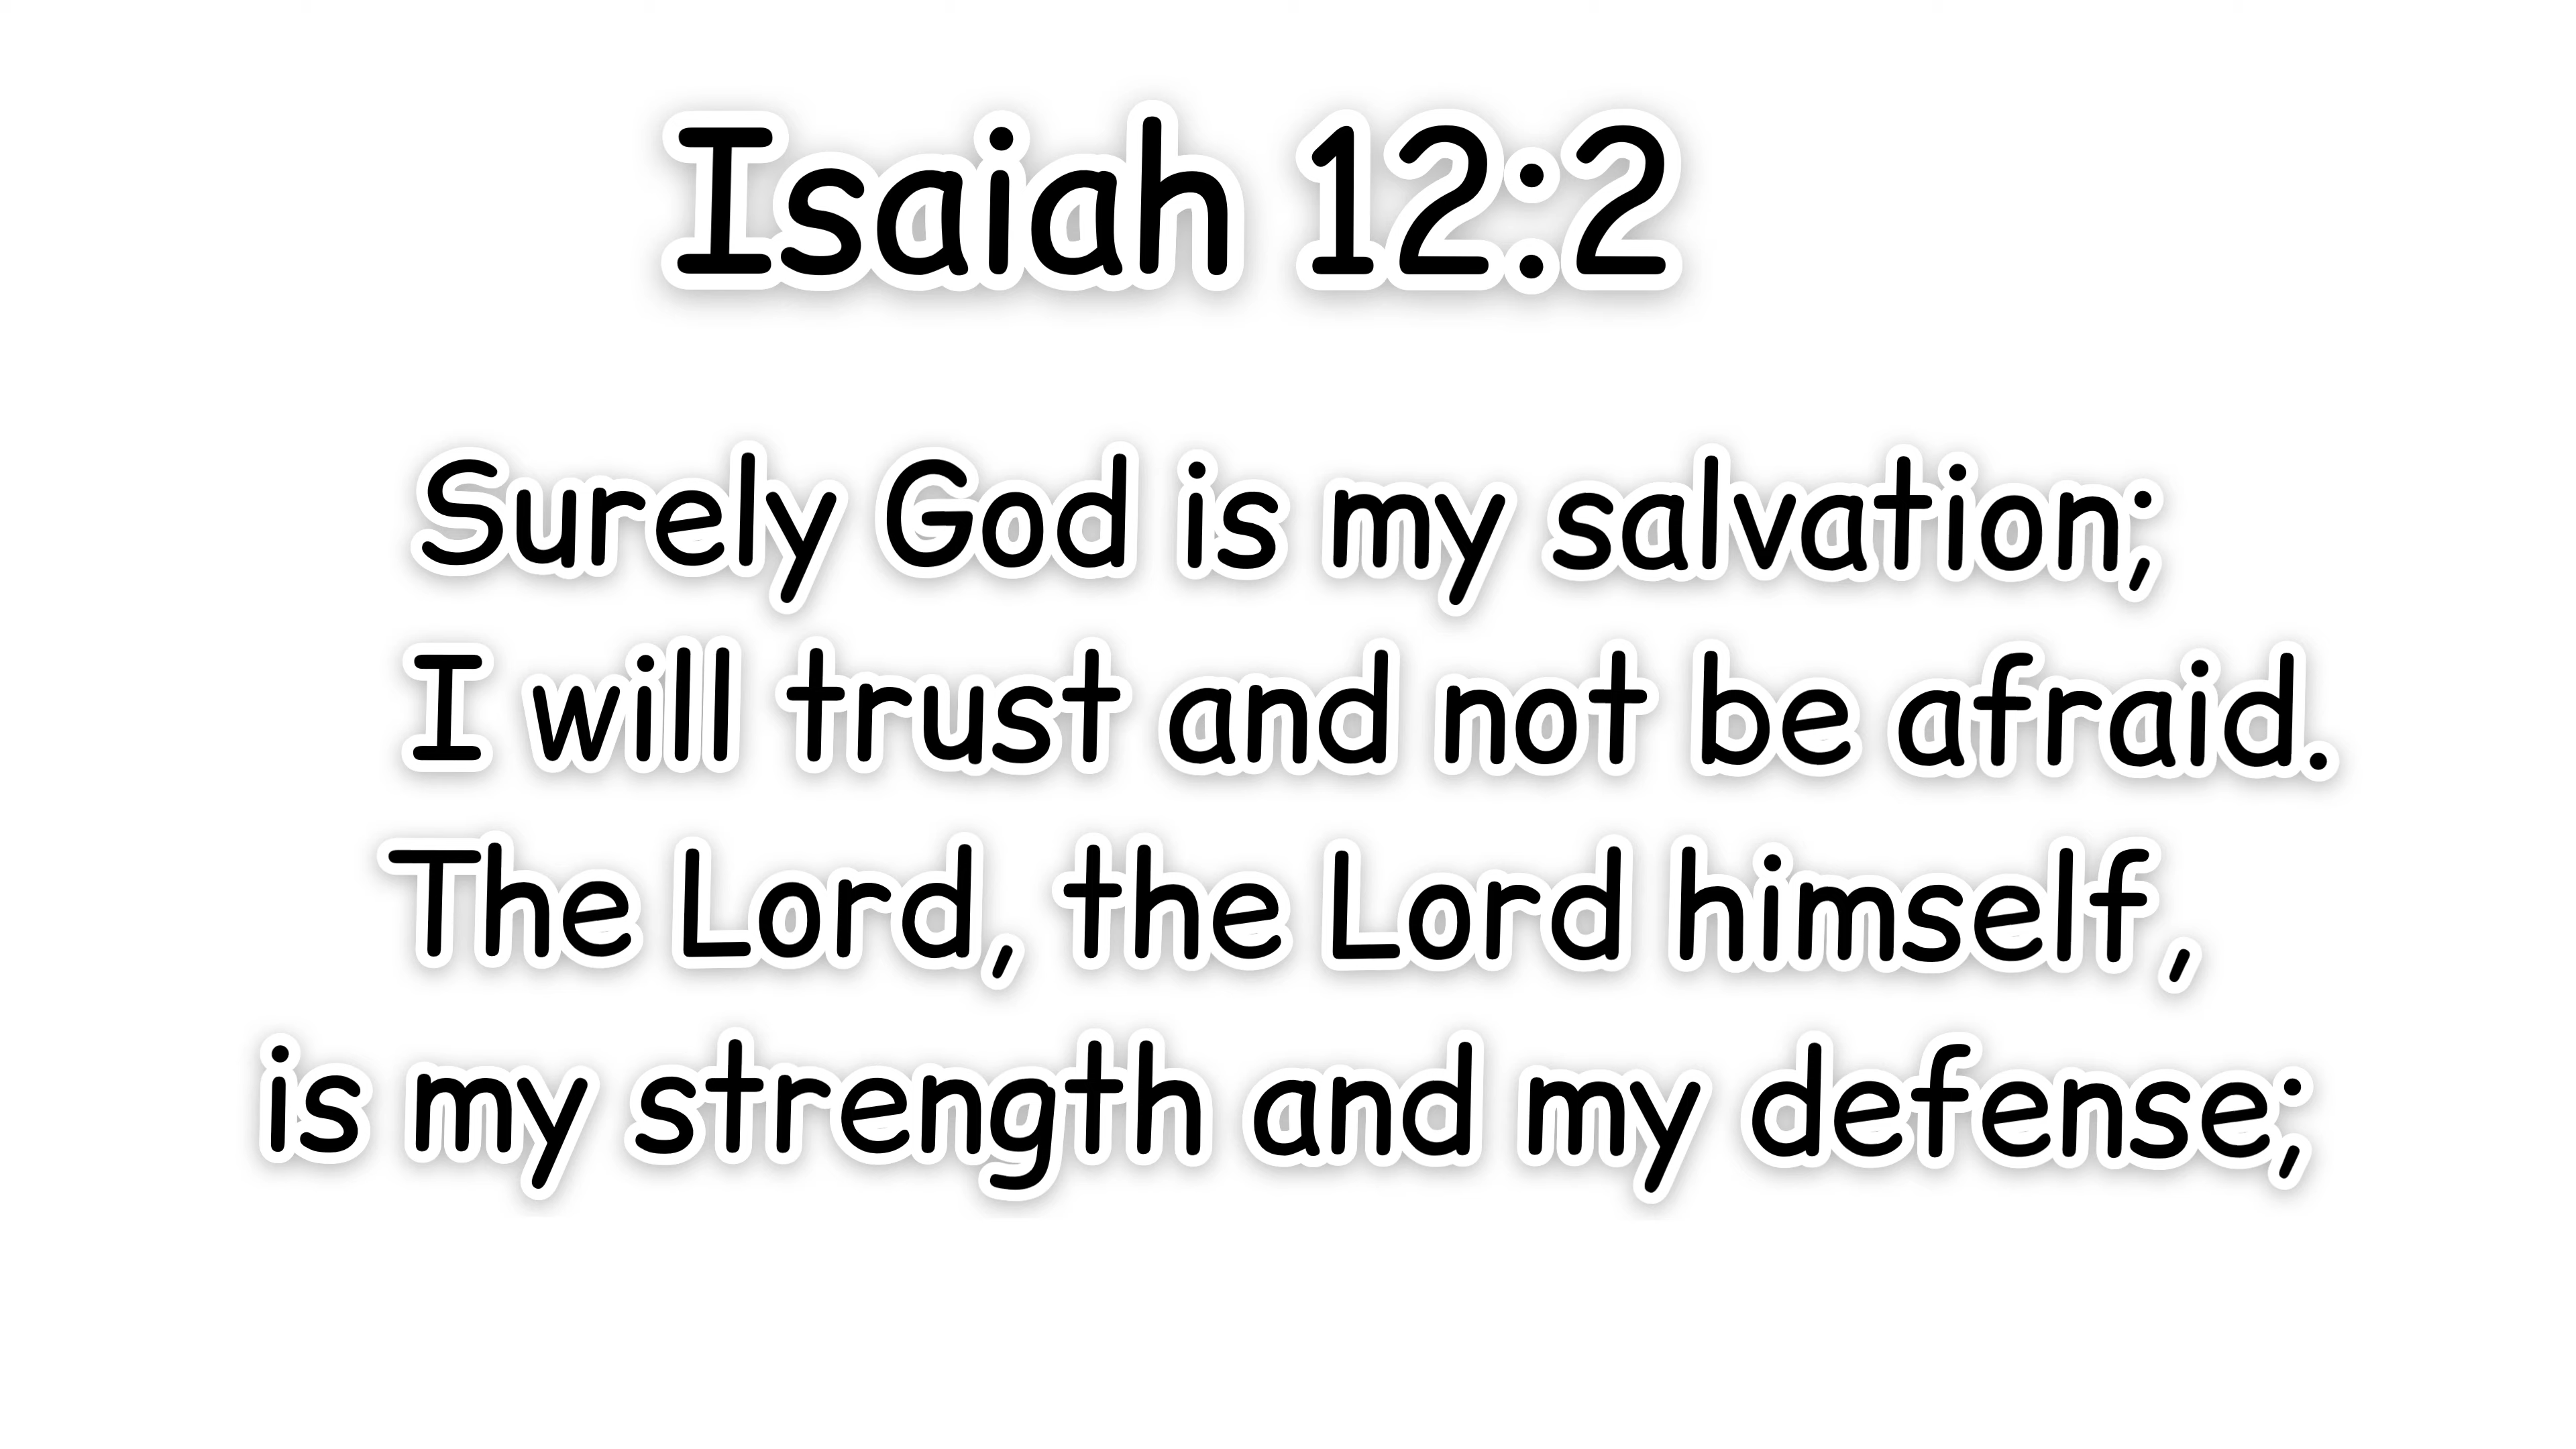 Isaiah 12:2
Surely God is my salvation;
I will trust and not be afraid.
The Lord, the Lord himself,
is my strength and my defense;